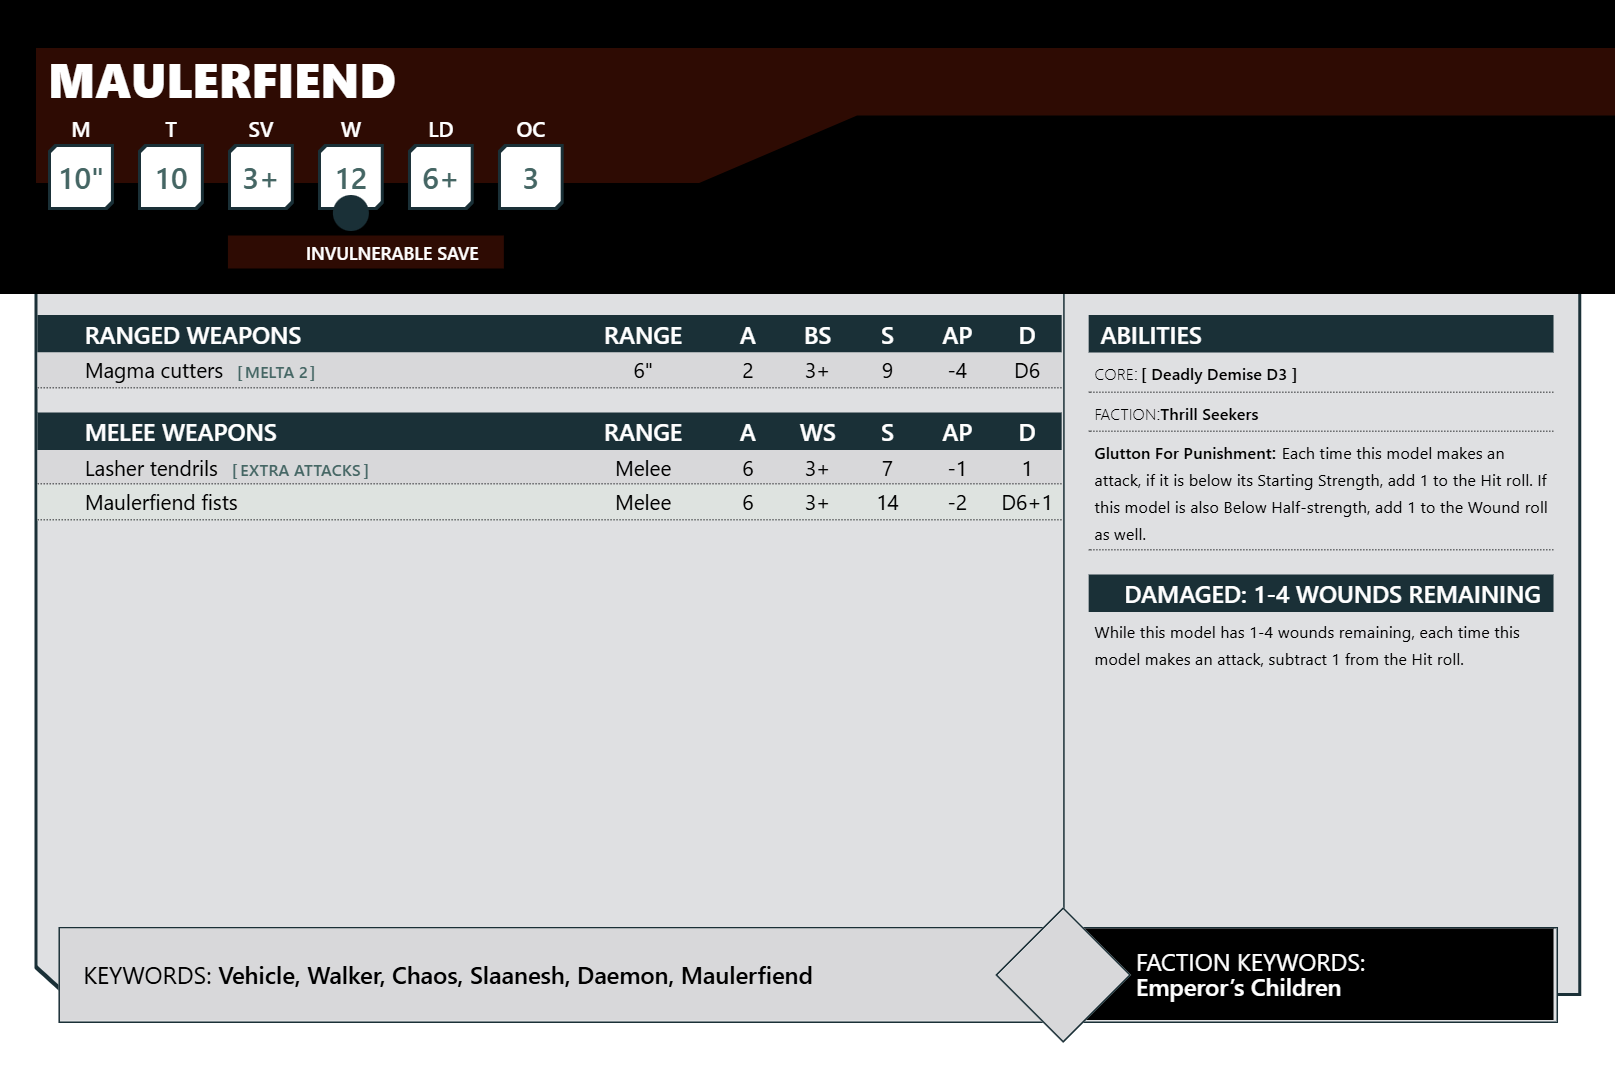 MAULERFIEND
M T SV W LD OC
10" 10 3+ 12 6+ 3
INVULNERABLE SAVE
RANGED WEAPONS RANGE A BS S AP D
Magma cutters [MELTA 2] 6" 2 3+ 9 -4 D6
MELEE WEAPONS RANGE A WS S AP D
Lasher tendrils [EXTRA ATTACKS] Melee 6 3+ 7 -1 1
Maulerfiend fists Melee 6 3+ 14 -2 D6+1
ABILITIES
CORE: [ Deadly Demise D3 ]
FACTION:Thrill Seekers
Glutton For Punishment: Each time this model makes an
attack, if it is below its Starting Strength, add 1 to the Hit roll. If
this model is also Below Half-strength, add 1 to the Wound roll
as well.
DAMAGED: 1-4 WOUNDS REMAINING
While this model has 1-4 wounds remaining, each time this
model makes an attack, subtract 1 from the Hit roll.
KEYWORDS: Vehicle, Walker, Chaos, Slaanesh, Daemon, Maulerfiend
FACTION KEYWORDS:
Emperor’s Children